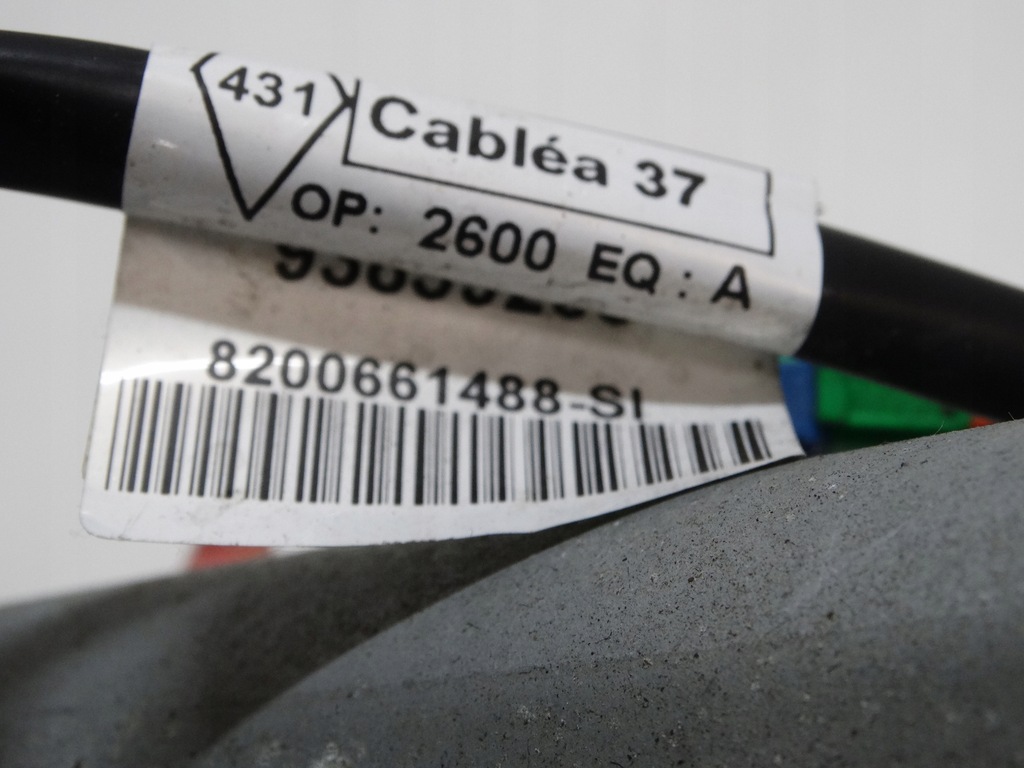 431 Cabléa 37
OP: 2600 EQ : A
8200661488-SI